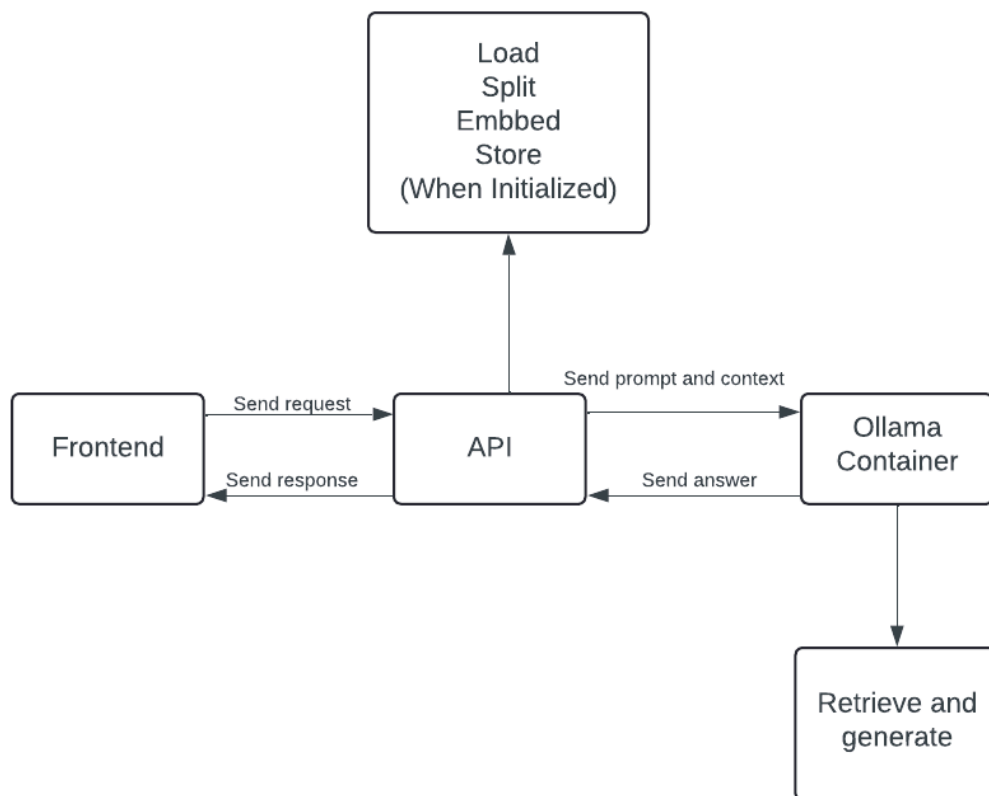 Load
Split
Embbed
Store
(When Initialized)
Send prompt and context
Send request
Frontend
API
Ollama
Container
Send response
Send answer
Retrieve and
generate